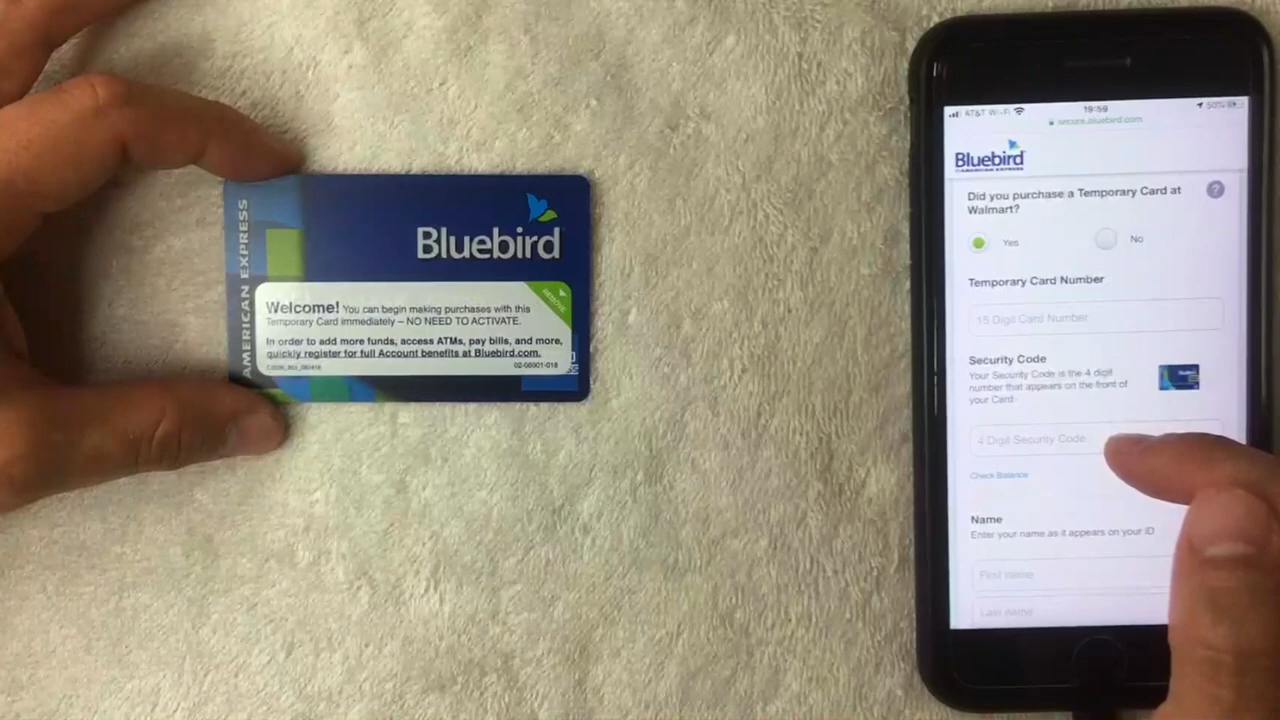 AMERICAN EXPRESS
Bluebird
Welcome! You can begin making purchases with this
Temporary Card immediately – NO NEED TO ACTIVATE.
In order to add more funds, access ATMs, pay bills, and more,
quickly register for full Account benefits at Bluebird.com.
02-00001-018
REMOVE
AT&T Wi-Fi
19:59
50%
secure.bluebird.com
Bluebird
AMERICAN EXPRESS
Did you purchase a Temporary Card at
Walmart?
?
Yes
No
Temporary Card Number
15 Digit Card Number
Security Code
Your Security Code is the 4 digit
number that appears on the front of
your Card.
4 Digit Security Code
Check Balance
Name
Enter your name as it appears on your ID
First name
Last name